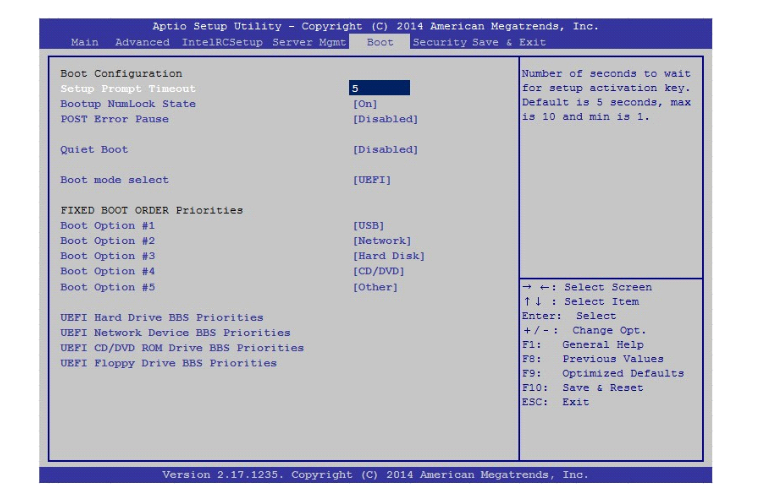 Aptio Setup Utility - Copyright (C) 2014 American Megatrends, Inc.
Main Advanced IntelRCSetup Server Mgmt Boot Security Save & Exit
Boot Configuration
Setup Prompt Timeout 5
Bootup NumLock State [On]
POST Error Pause [Disabled]
Quiet Boot [Disabled]
Boot mode select [UEFI]
FIXED BOOT ORDER Priorities
Boot Option #1 [USB]
Boot Option #2 [Network]
Boot Option #3 [Hard Disk]
Boot Option #4 [CD/DVD]
Boot Option #5 [Other]
UEFI Hard Drive BBS Priorities
UEFI Network Device BBS Priorities
UEFI CD/DVD ROM Drive BBS Priorities
UEFI Floppy Drive BBS Priorities
Number of seconds to wait
for setup activation key.
Default is 5 seconds, max
is 10 and min is 1.
→ ←: Select Screen
↑↓ : Select Item
Enter: Select
+/-: Change Opt.
F1: General Help
F8: Previous Values
F9: Optimized Defaults
F10: Save & Reset
ESC: Exit
Version 2.17.1235. Copyright (C) 2014 American Megatrends, Inc.